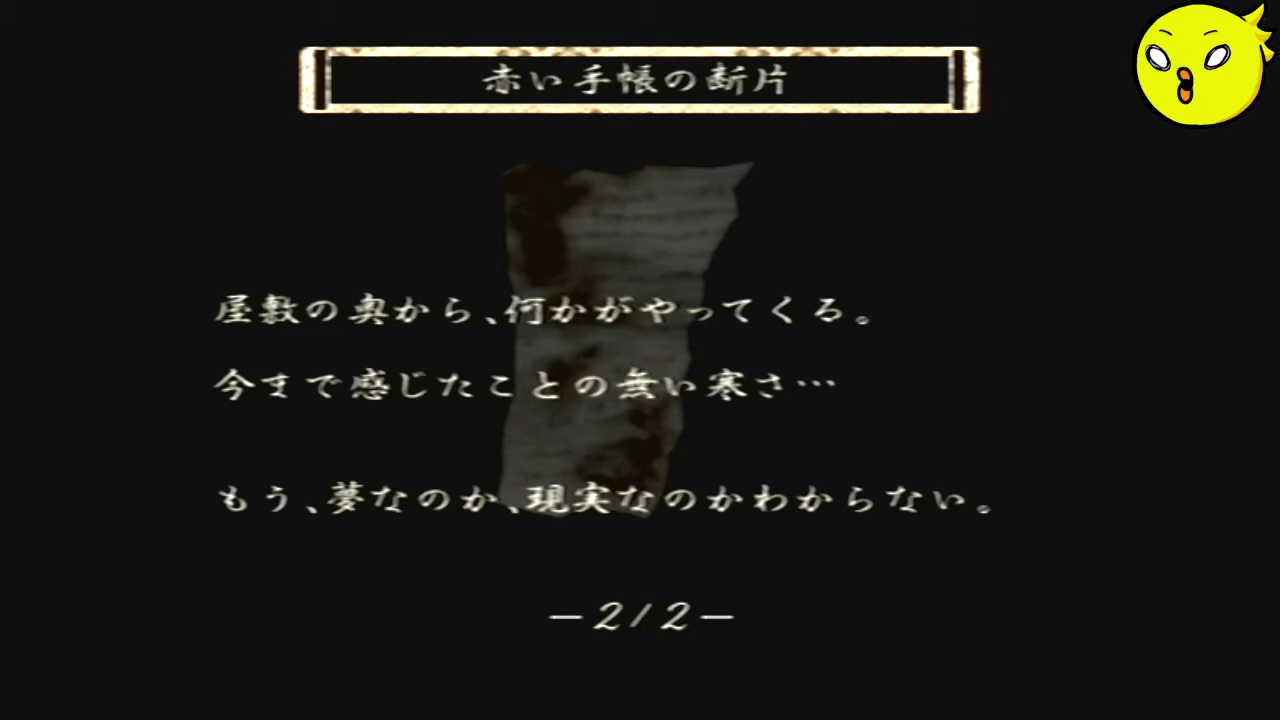 赤い手帳の断片
屋敷の奥から、何かがやってくる。
今まで感じたことの無い寒さ…
もう、夢なのか、現実なのかわからない。
－2/2－